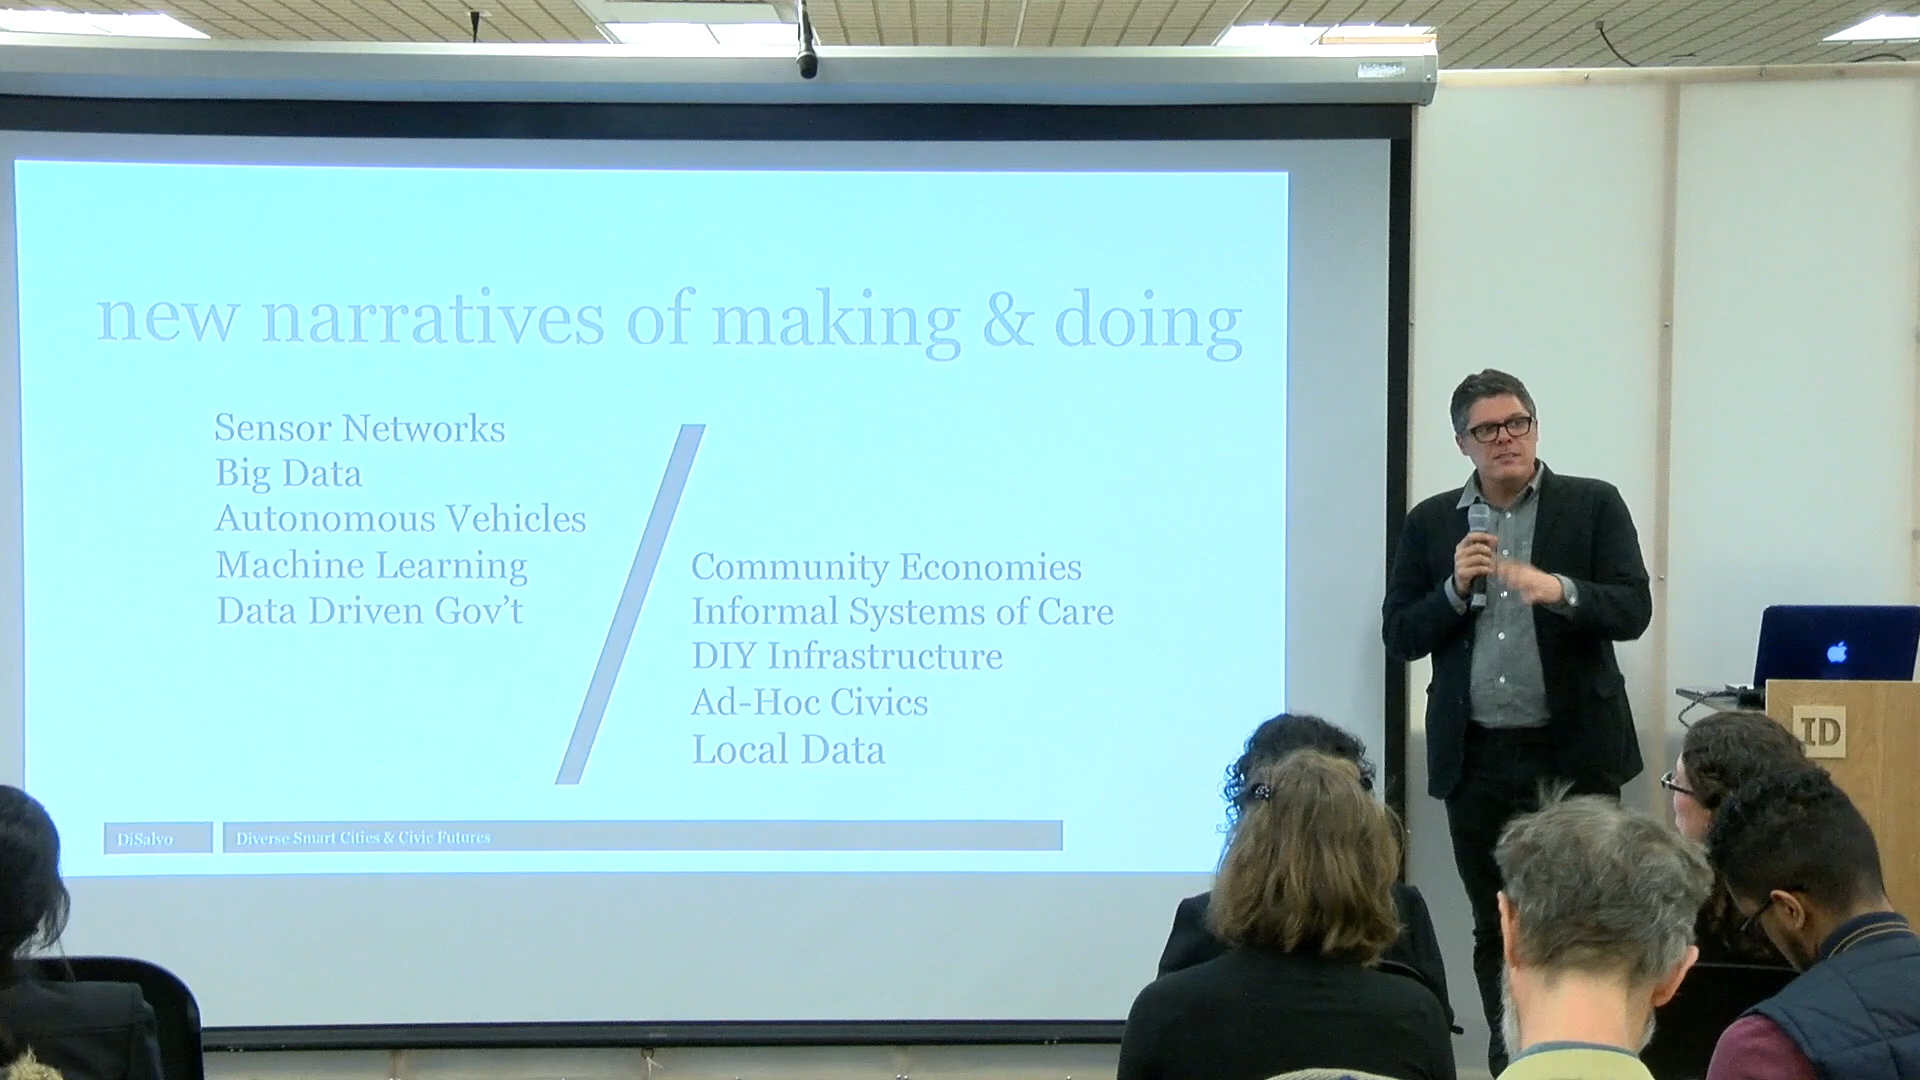 new narratives of making & doing
Sensor Networks
Big Data
Autonomous Vehicles
Machine Learning
Data Driven Gov't
Community Economies
Informal Systems of Care
DIY Infrastructure
Ad-Hoc Civics
Local Data
DiSalvo
Diverse Smart Cities & Civic Futures
ID